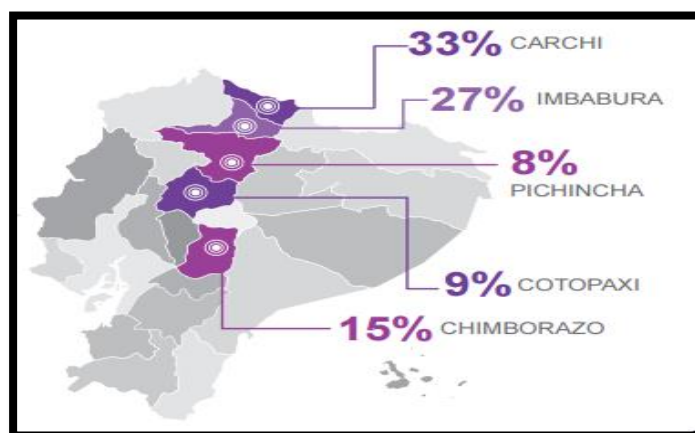 33% CARCHI
27% IMBABURA
8%
PICHINCHA
9% COTOPAXI
15% CHIMBORAZO